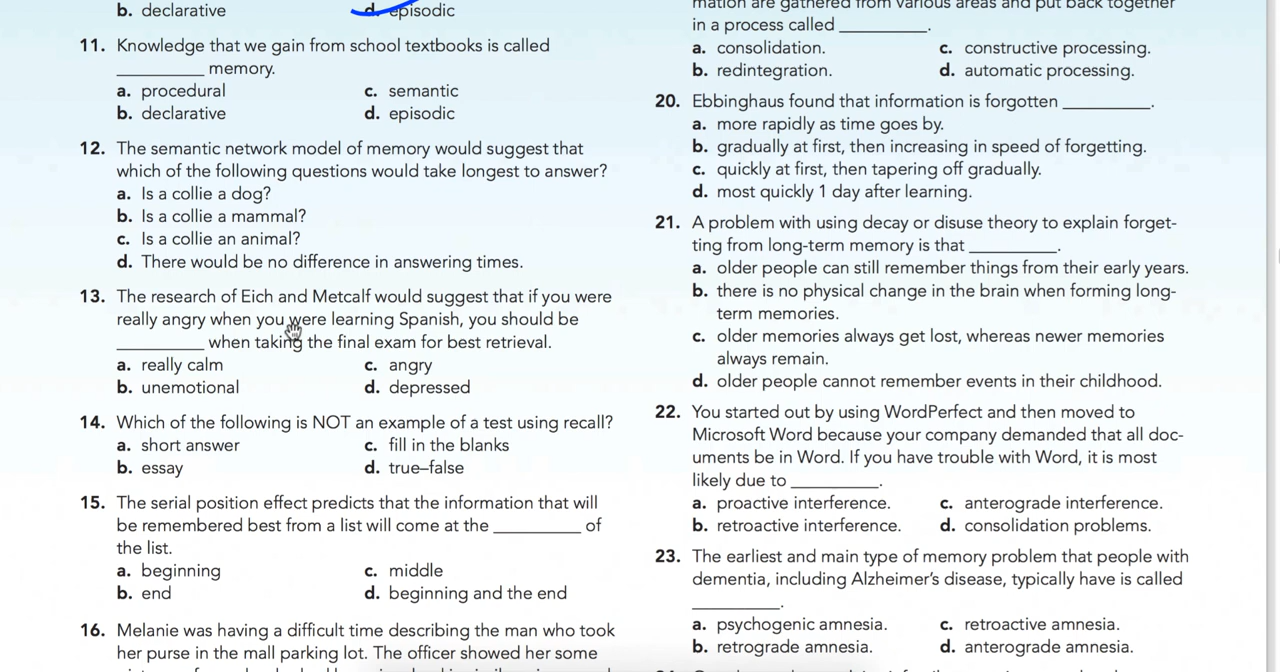 b. declarative d. episodic
11. Knowledge that we gain from school textbooks is called
__________ memory.
a. procedural c. semantic
b. declarative d. episodic
12. The semantic network model of memory would suggest that
which of the following questions would take longest to answer?
a. Is a collie a dog?
b. Is a collie a mammal?
c. Is a collie an animal?
d. There would be no difference in answering times.
13. The research of Eich and Metcalf would suggest that if you were
really angry when you were learning Spanish, you should be
__________ when taking the final exam for best retrieval.
a. really calm c. angry
b. unemotional d. depressed
14. Which of the following is NOT an example of a test using recall?
a. short answer c. fill in the blanks
b. essay d. true–false
15. The serial position effect predicts that the information that will
be remembered best from a list will come at the __________ of
the list.
a. beginning c. middle
b. end d. beginning and the end
16. Melanie was having a difficult time describing the man who took
her purse in the mall parking lot. The officer showed her some
mation are gathered from various areas and put back together
in a process called __________.
a. consolidation. c. constructive processing.
b. redintegration. d. automatic processing.
20. Ebbinghaus found that information is forgotten __________.
a. more rapidly as time goes by.
b. gradually at first, then increasing in speed of forgetting.
c. quickly at first, then tapering off gradually.
d. most quickly 1 day after learning.
21. A problem with using decay or disuse theory to explain forget-
ting from long-term memory is that __________.
a. older people can still remember things from their early years.
b. there is no physical change in the brain when forming long-
term memories.
c. older memories always get lost, whereas newer memories
always remain.
d. older people cannot remember events in their childhood.
22. You started out by using WordPerfect and then moved to
Microsoft Word because your company demanded that all doc-
uments be in Word. If you have trouble with Word, it is most
likely due to __________.
a. proactive interference. c. anterograde interference.
b. retroactive interference. d. consolidation problems.
23. The earliest and main type of memory problem that people with
dementia, including Alzheimer's disease, typically have is called
__________.
a. psychogenic amnesia. c. retroactive amnesia.
b. retrograde amnesia. d. anterograde amnesia.